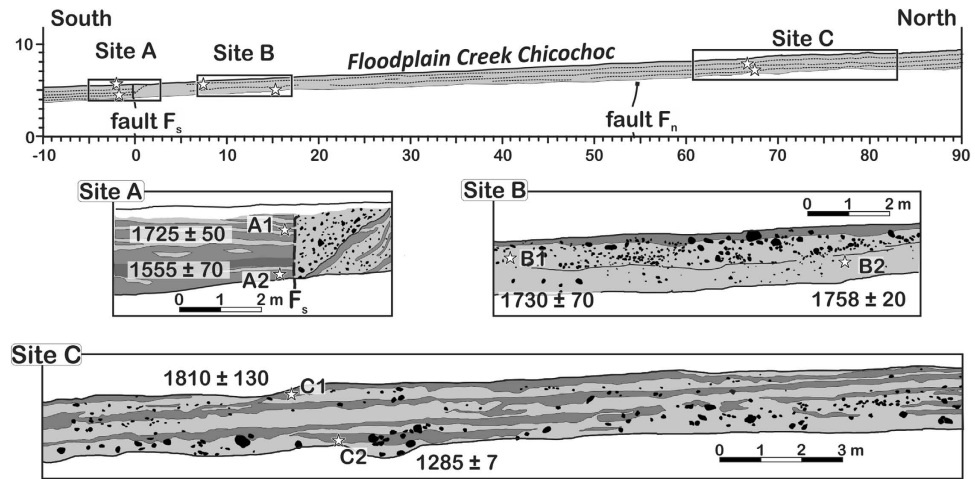 South
North
Site A
Site B
Site C
Floodplain Creek Chicochoc
10
0
fault Fs
fault Fn
-10 0 10 20 30 40 50 60 70 80 90
Site A
A1
1725 ± 50
1555 ± 70
A2
0 1 2 m
Fs
Site B
0 1 2 m
B1
B2
1730 ± 70
1758 ± 20
Site C
1810 ± 130
C1
C2
1285 ± 7
0 1 2 3 m